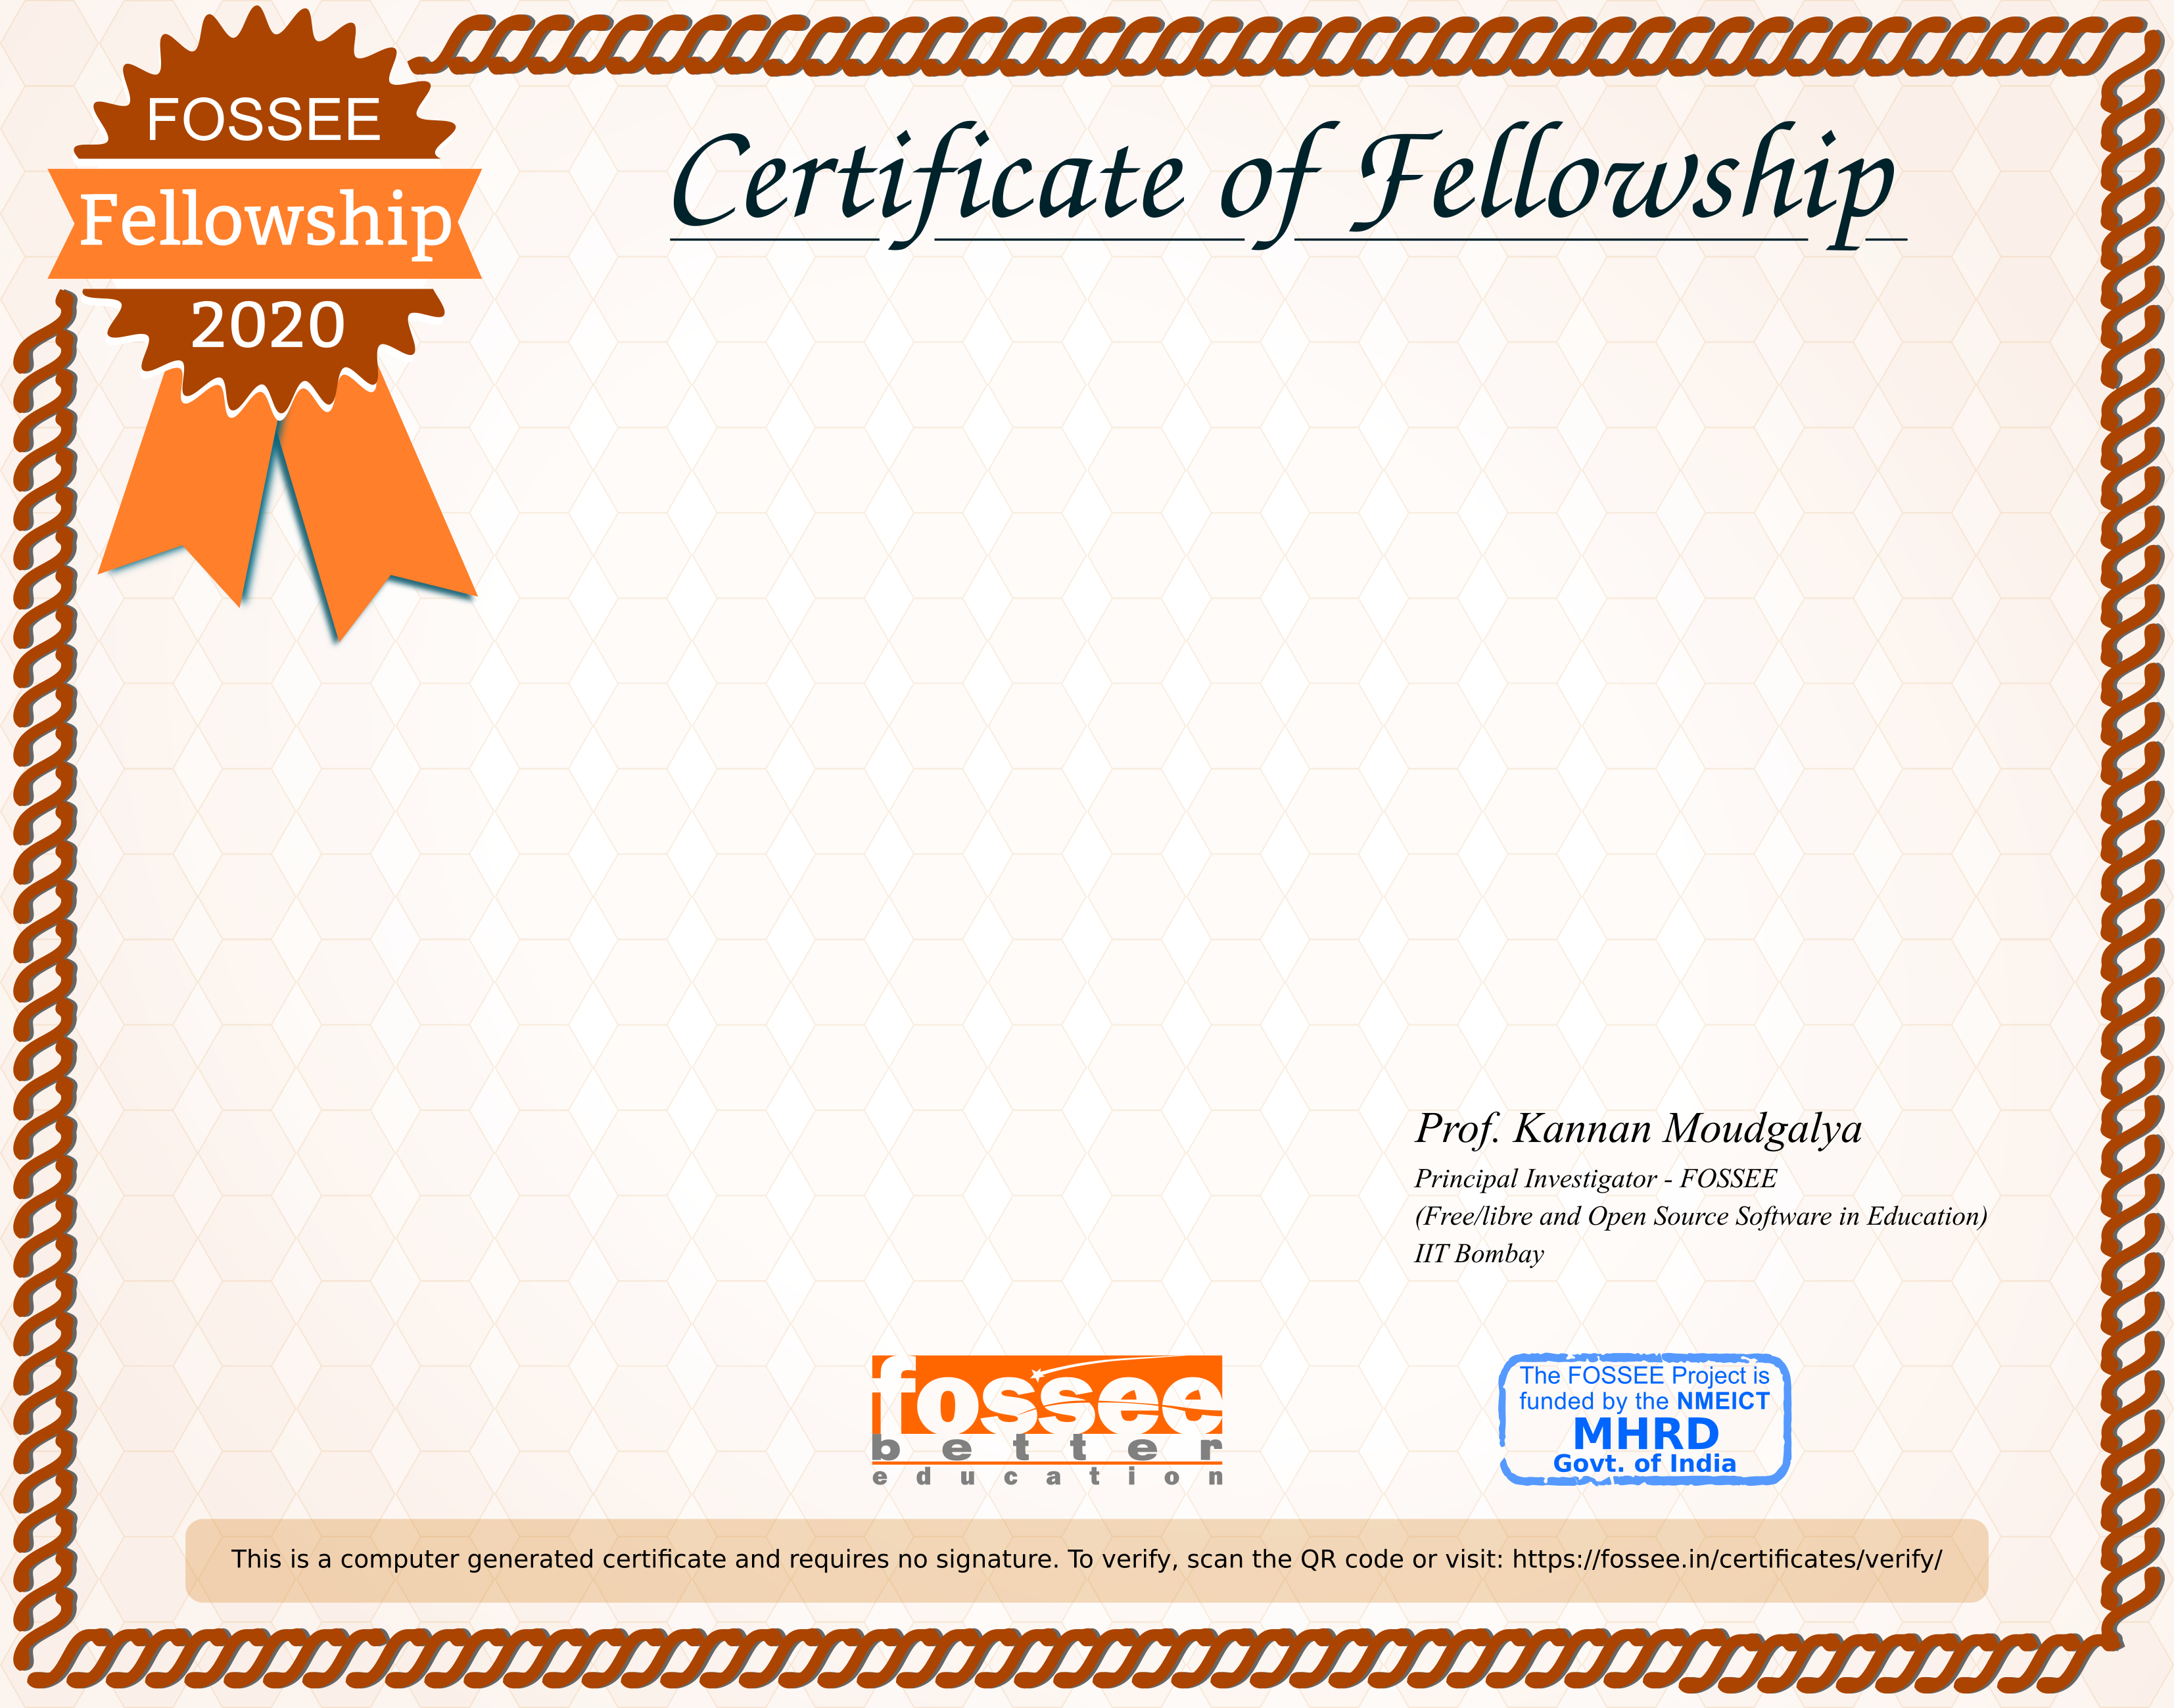 FOSSEE
Fellowship
2020
Certificate of Fellowship
Prof. Kannan Moudgalya
Principal Investigator - FOSSEE
(Free/libre and Open Source Software in Education)
IIT Bombay
fossee
better
education
The FOSSEE Project is
funded by the NMEICT
MHRD
Govt. of India
This is a computer generated certificate and requires no signature. To verify, scan the QR code or visit: https://fossee.in/certificates/verify/